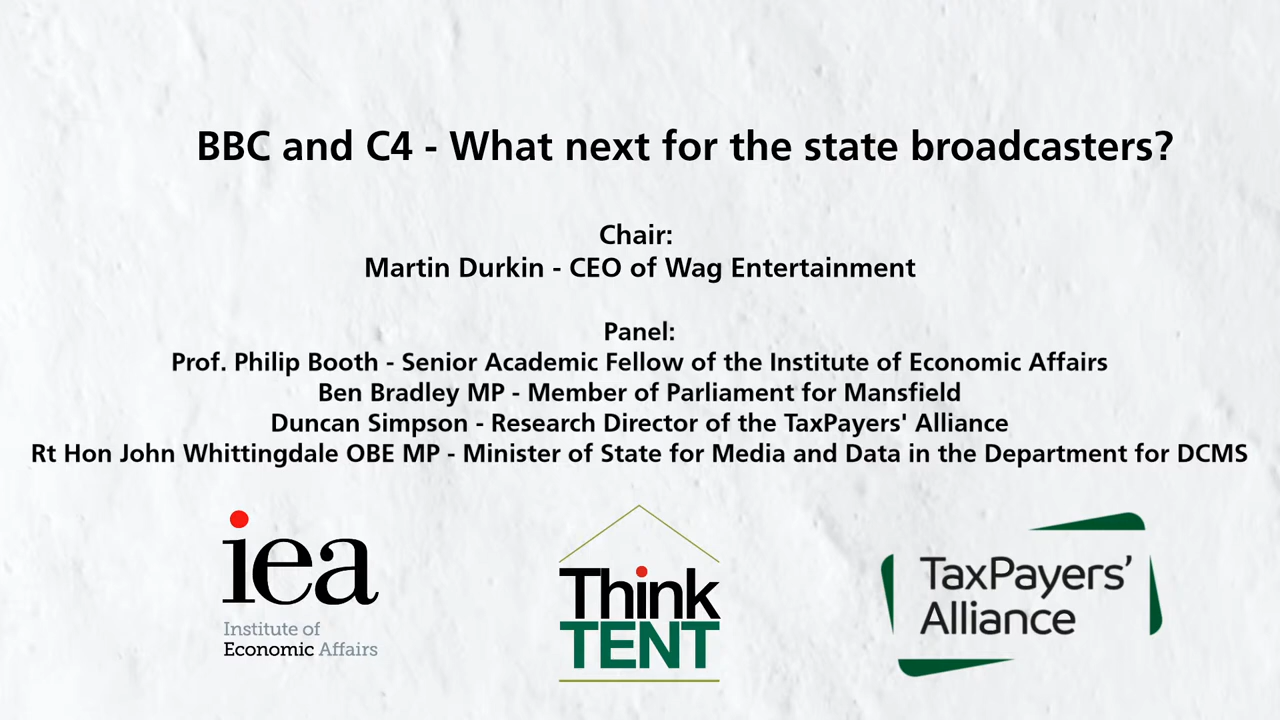 BBC and C4 - What next for the state broadcasters?
Chair:
Martin Durkin - CEO of Wag Entertainment
Panel:
Prof. Philip Booth - Senior Academic Fellow of the Institute of Economic Affairs
Ben Bradley MP - Member of Parliament for Mansfield
Duncan Simpson - Research Director of the TaxPayers' Alliance
Rt Hon John Whittingdale OBE MP - Minister of State for Media and Data in the Department for DCMS
iea
Institute of
Economic Affairs
Think
TENT
TaxPayers’
Alliance